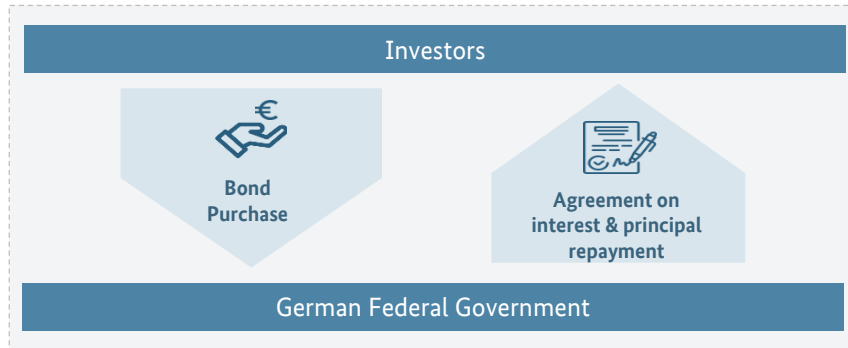 Investors
€
Bond
Purchase
Agreement on
interest & principal
repayment
German Federal Government